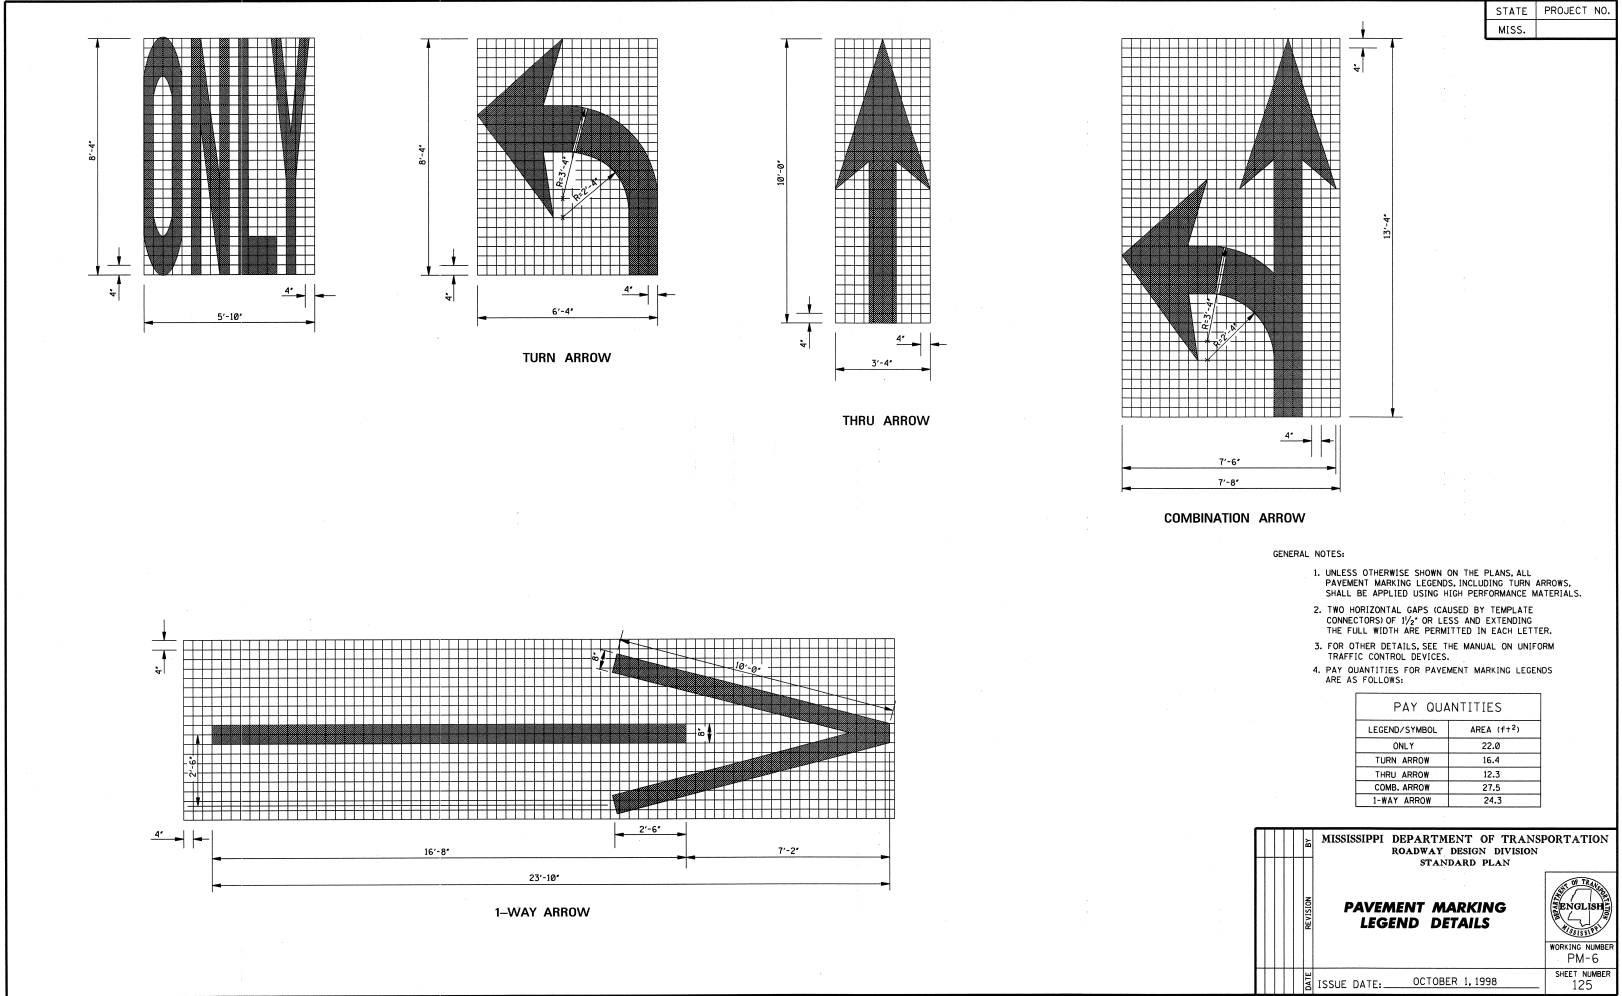 STATE PROJECT NO.
MISS.
ONLY
8'-4"
4"
4"
5'-10"
8'-4"
R=3'-4"
R=2'-4"
4"
4"
6'-4"
TURN ARROW
10'-0"
4"
4"
3'-4"
THRU ARROW
4"
13'-4"
R=3'-4"
R=2'-4"
4"
7'-6"
7'-8"
COMBINATION ARROW
4"
8"
10'-0"
8"
2'-6"
4"
2'-6"
16'-8"
7'-2"
23'-10"
1-WAY ARROW
GENERAL NOTES:
1. UNLESS OTHERWISE SHOWN ON THE PLANS, ALL
PAVEMENT MARKING LEGENDS, INCLUDING TURN ARROWS,
SHALL BE APPLIED USING HIGH PERFORMANCE MATERIALS.
2. TWO HORIZONTAL GAPS (CAUSED BY TEMPLATE
CONNECTORS) OF 1½" OR LESS AND EXTENDING
THE FULL WIDTH ARE PERMITTED IN EACH LETTER.
3. FOR OTHER DETAILS, SEE THE MANUAL ON UNIFORM
TRAFFIC CONTROL DEVICES.
4. PAY QUANTITIES FOR PAVEMENT MARKING LEGENDS
ARE AS FOLLOWS:
PAY QUANTITIES
LEGEND/SYMBOL AREA (ft²)
ONLY 22.0
TURN ARROW 16.4
THRU ARROW 12.3
COMB. ARROW 27.5
1-WAY ARROW 24.3
BY
REVISION
DATE
MISSISSIPPI DEPARTMENT OF TRANSPORTATION
ROADWAY DESIGN DIVISION
STANDARD PLAN
PAVEMENT MARKING
LEGEND DETAILS
DEPARTMENT OF TRANSPORTATION
ENGLISH
MISSISSIPPI
WORKING NUMBER
PM-6
ISSUE DATE: OCTOBER 1, 1998
SHEET NUMBER
125